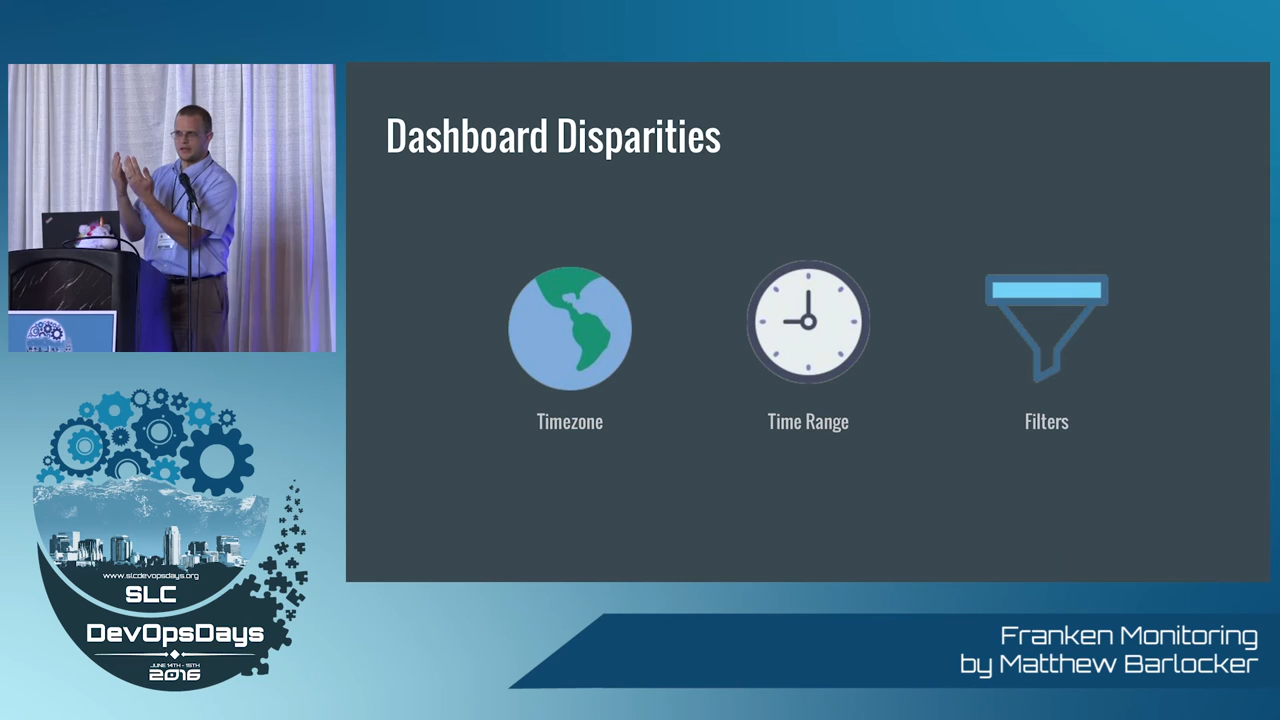 Dashboard Disparities
Timezone
Time Range
Filters
www.slcdevopsdays.org
SLC
DevOpsDays
JUNE 14TH - 15TH
2016
Franken Monitoring
by Matthew Barlocker